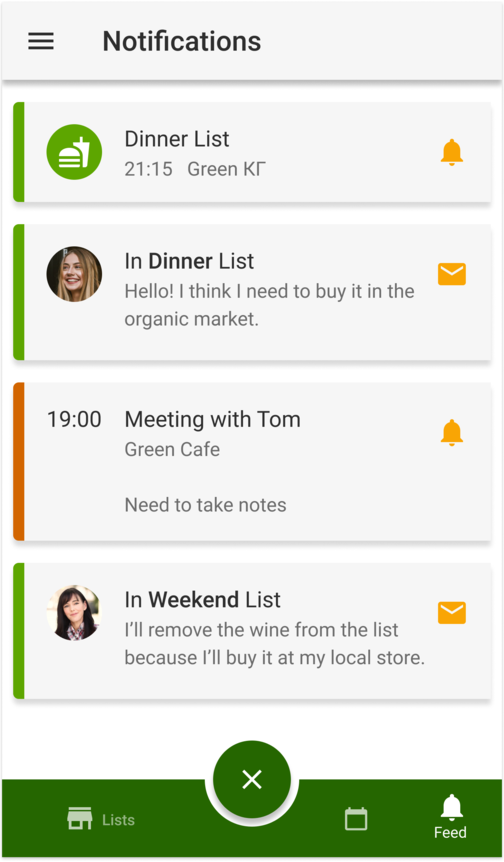 Notifications
Dinner List
21:15 Green КГ
In Dinner List
Hello! I think I need to buy it in the
organic market.
19:00 Meeting with Tom
Green Cafe
Need to take notes
In Weekend List
I’ll remove the wine from the list
because I’ll buy it at my local store.
Lists
Feed